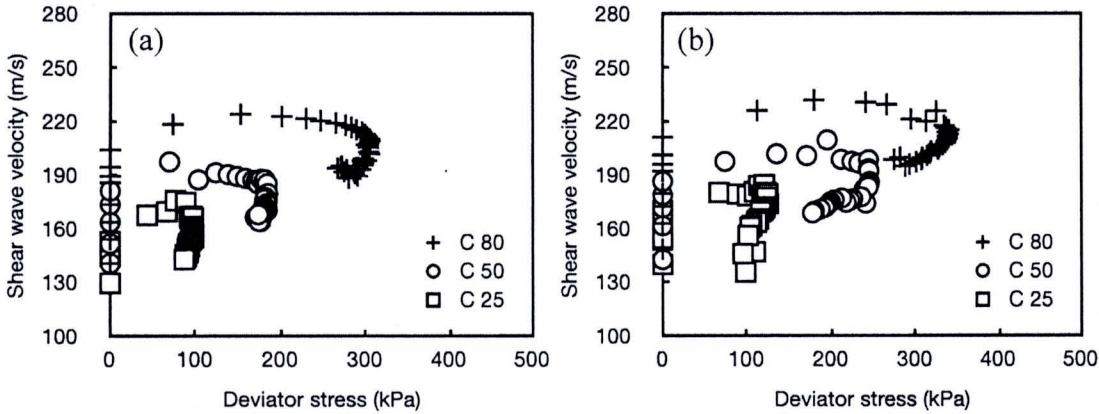 (a)
Shear wave velocity (m/s)
280
250
220
190
160
130
100
0 100 200 300 400 500
Deviator stress (kPa)
C 80
C 50
C 25
(b)
Shear wave velocity (m/s)
280
250
220
190
160
130
100
0 100 200 300 400 500
Deviator stress (kPa)
C 80
C 50
C 25